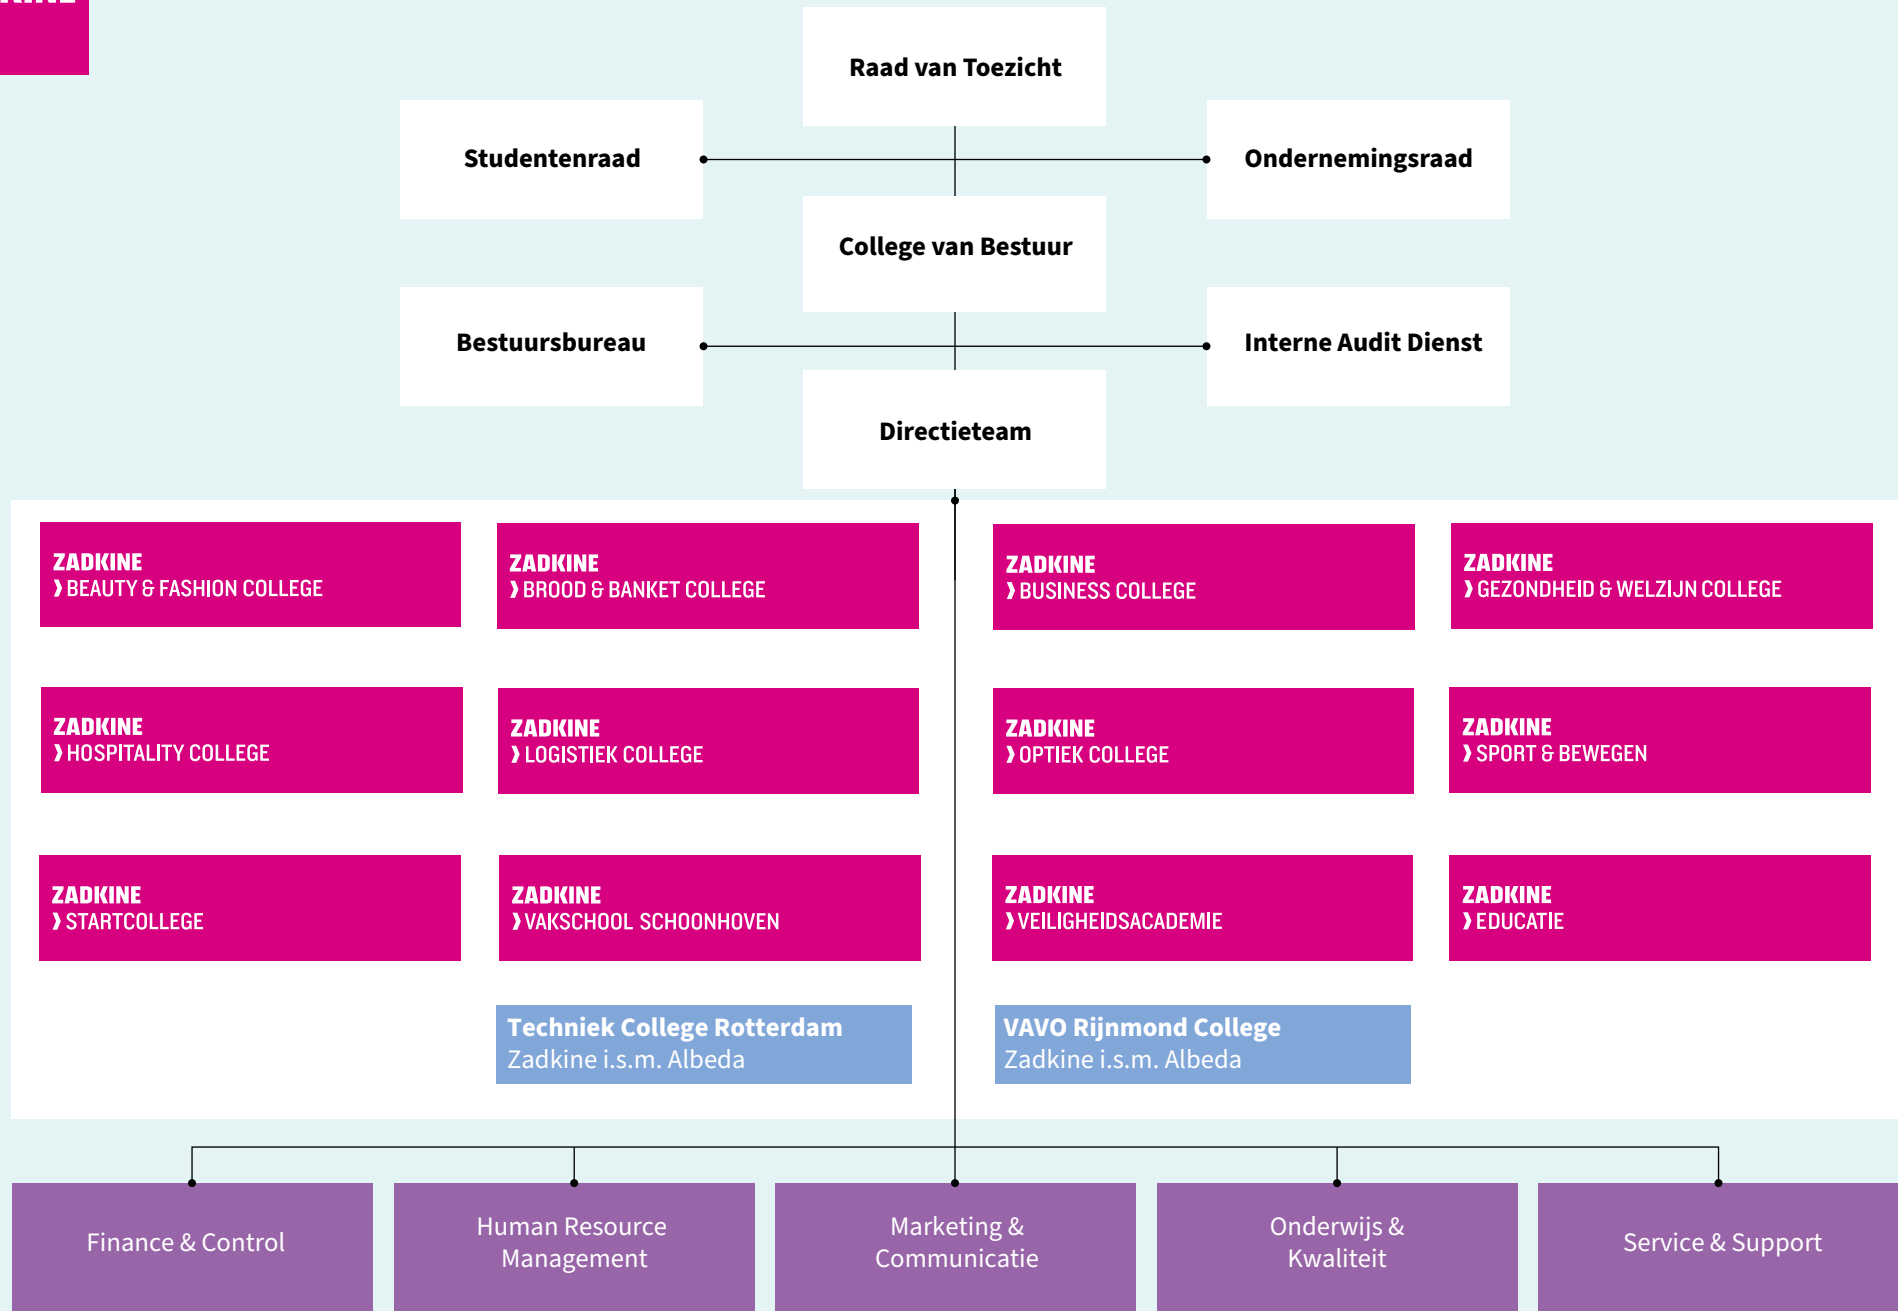 Raad van Toezicht
Studentenraad
Ondernemingsraad
College van Bestuur
Bestuursbureau
Interne Audit Dienst
Directieteam
ZADKINE
❫ BEAUTY & FASHION COLLEGE
ZADKINE
❫ BROOD & BANKET COLLEGE
ZADKINE
❫ BUSINESS COLLEGE
ZADKINE
❫ GEZONDHEID & WELZIJN COLLEGE
ZADKINE
❫ HOSPITALITY COLLEGE
ZADKINE
❫ LOGISTIEK COLLEGE
ZADKINE
❫ OPTIEK COLLEGE
ZADKINE
❫ SPORT & BEWEGEN
ZADKINE
❫ STARTCOLLEGE
ZADKINE
❫ VAKSCHOOL SCHOONHOVEN
ZADKINE
❫ VEILIGHEIDSACADEMIE
ZADKINE
❫ EDUCATIE
Techniek College Rotterdam
Zadkine i.s.m. Albeda
VAVO Rijnmond College
Zadkine i.s.m. Albeda
Finance & Control
Human Resource
Management
Marketing &
Communicatie
Onderwijs &
Kwaliteit
Service & Support